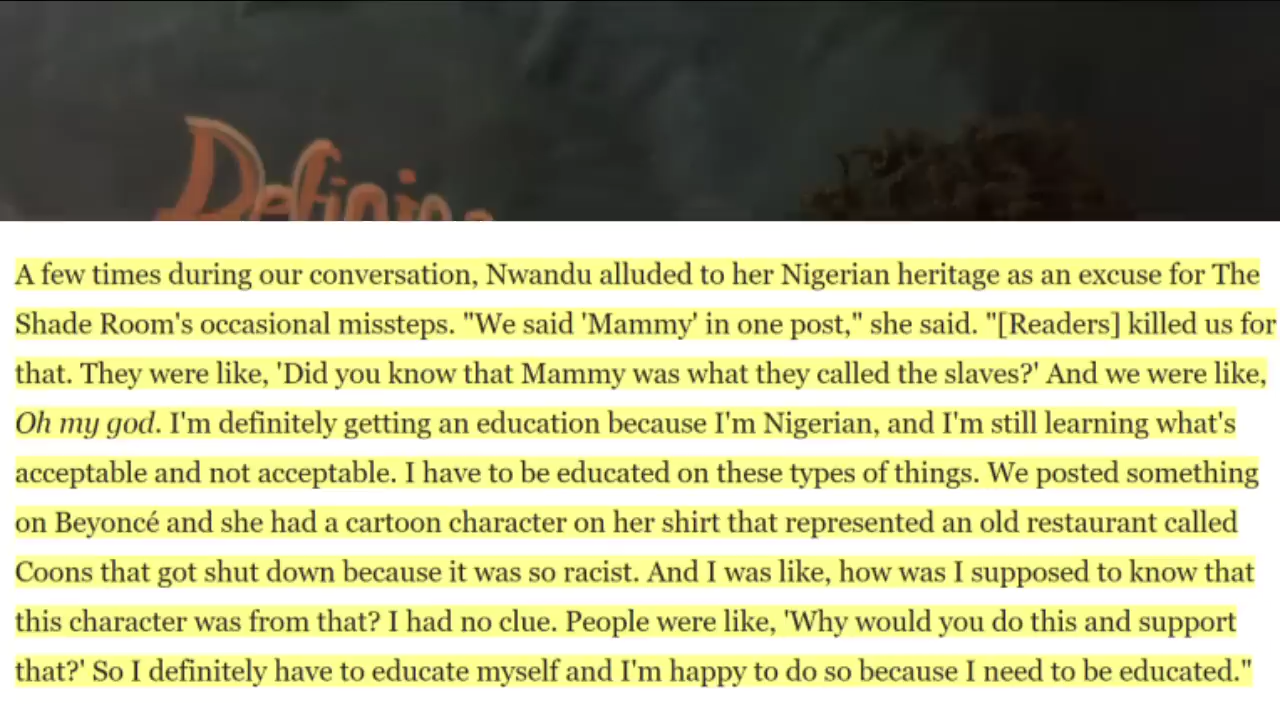 Defining
A few times during our conversation, Nwandu alluded to her Nigerian heritage as an excuse for The
Shade Room's occasional missteps. "We said 'Mammy' in one post," she said. "[Readers] killed us for
that. They were like, 'Did you know that Mammy was what they called the slaves?' And we were like,
Oh my god. I'm definitely getting an education because I'm Nigerian, and I'm still learning what's
acceptable and not acceptable. I have to be educated on these types of things. We posted something
on Beyoncé and she had a cartoon character on her shirt that represented an old restaurant called
Coons that got shut down because it was so racist. And I was like, how was I supposed to know that
this character was from that? I had no clue. People were like, 'Why would you do this and support
that?' So I definitely have to educate myself and I'm happy to do so because I need to be educated."